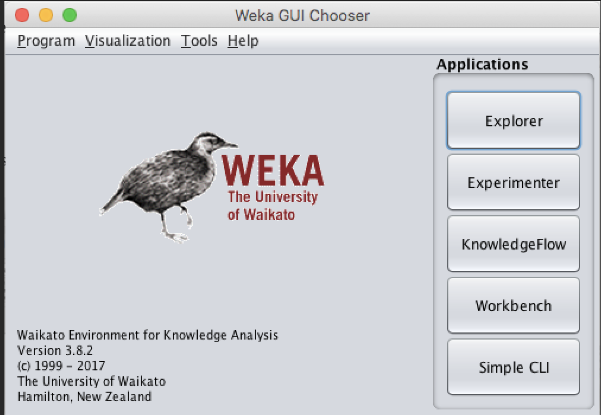 Weka GUI Chooser
Program Visualization Tools Help
Applications
Explorer
Experimenter
KnowledgeFlow
Workbench
Simple CLI
WEKA
The University
of Waikato
Waikato Environment for Knowledge Analysis
Version 3.8.2
(c) 1999 - 2017
The University of Waikato
Hamilton, New Zealand